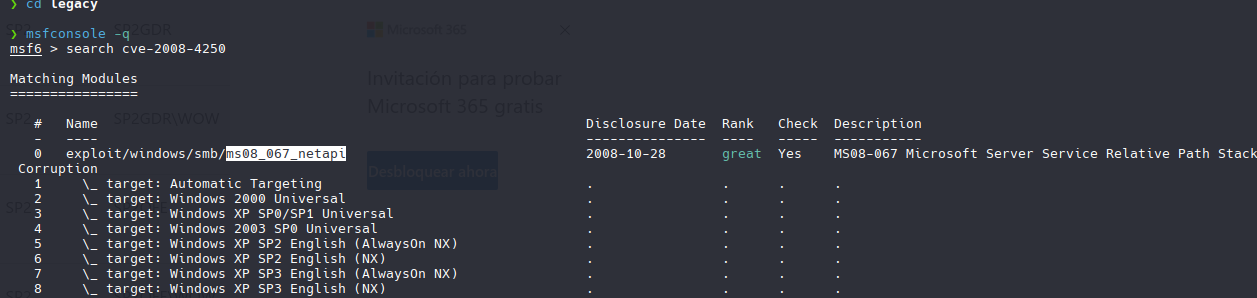 ❯ cd legacy
❯ msfconsole -q
msf6 > search cve-2008-4250
Matching Modules
================
# Name Disclosure Date Rank Check Description
- ---- --------------- ---- ----- -----------
0 exploit/windows/smb/ms08_067_netapi 2008-10-28 great Yes MS08-067 Microsoft Server Service Relative Path Stack
Corruption
1 \_ target: Automatic Targeting . . . .
2 \_ target: Windows 2000 Universal . . . .
3 \_ target: Windows XP SP0/SP1 Universal . . . .
4 \_ target: Windows 2003 SP0 Universal . . . .
5 \_ target: Windows XP SP2 English (AlwaysOn NX) . . . .
6 \_ target: Windows XP SP2 English (NX) . . . .
7 \_ target: Windows XP SP3 English (AlwaysOn NX) . . . .
8 \_ target: Windows XP SP3 English (NX) . . . .
SP2GDR
Microsoft 365
Invitación para probar
Microsoft 365 gratis
SP2GDR\WOW
Desbloquear ahora